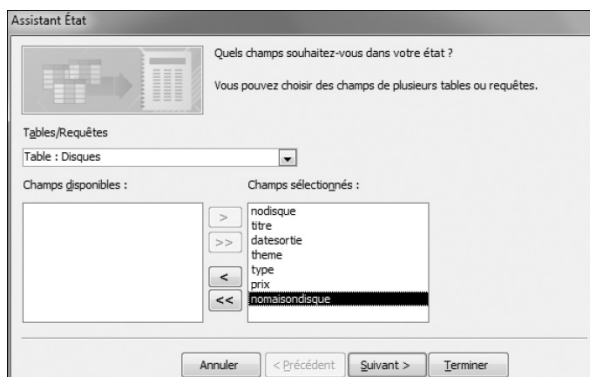 Assistant État
Quels champs souhaitez-vous dans votre état ?
Vous pouvez choisir des champs de plusieurs tables ou requêtes.
Tables/Requêtes
Table : Disques
Champs disponibles :
Champs sélectionnés :
>
>>
<
<<
nodisque
titre
datesortie
theme
type
prix
nomaisondisque
Annuler
< Précédent
Suivant >
Terminer